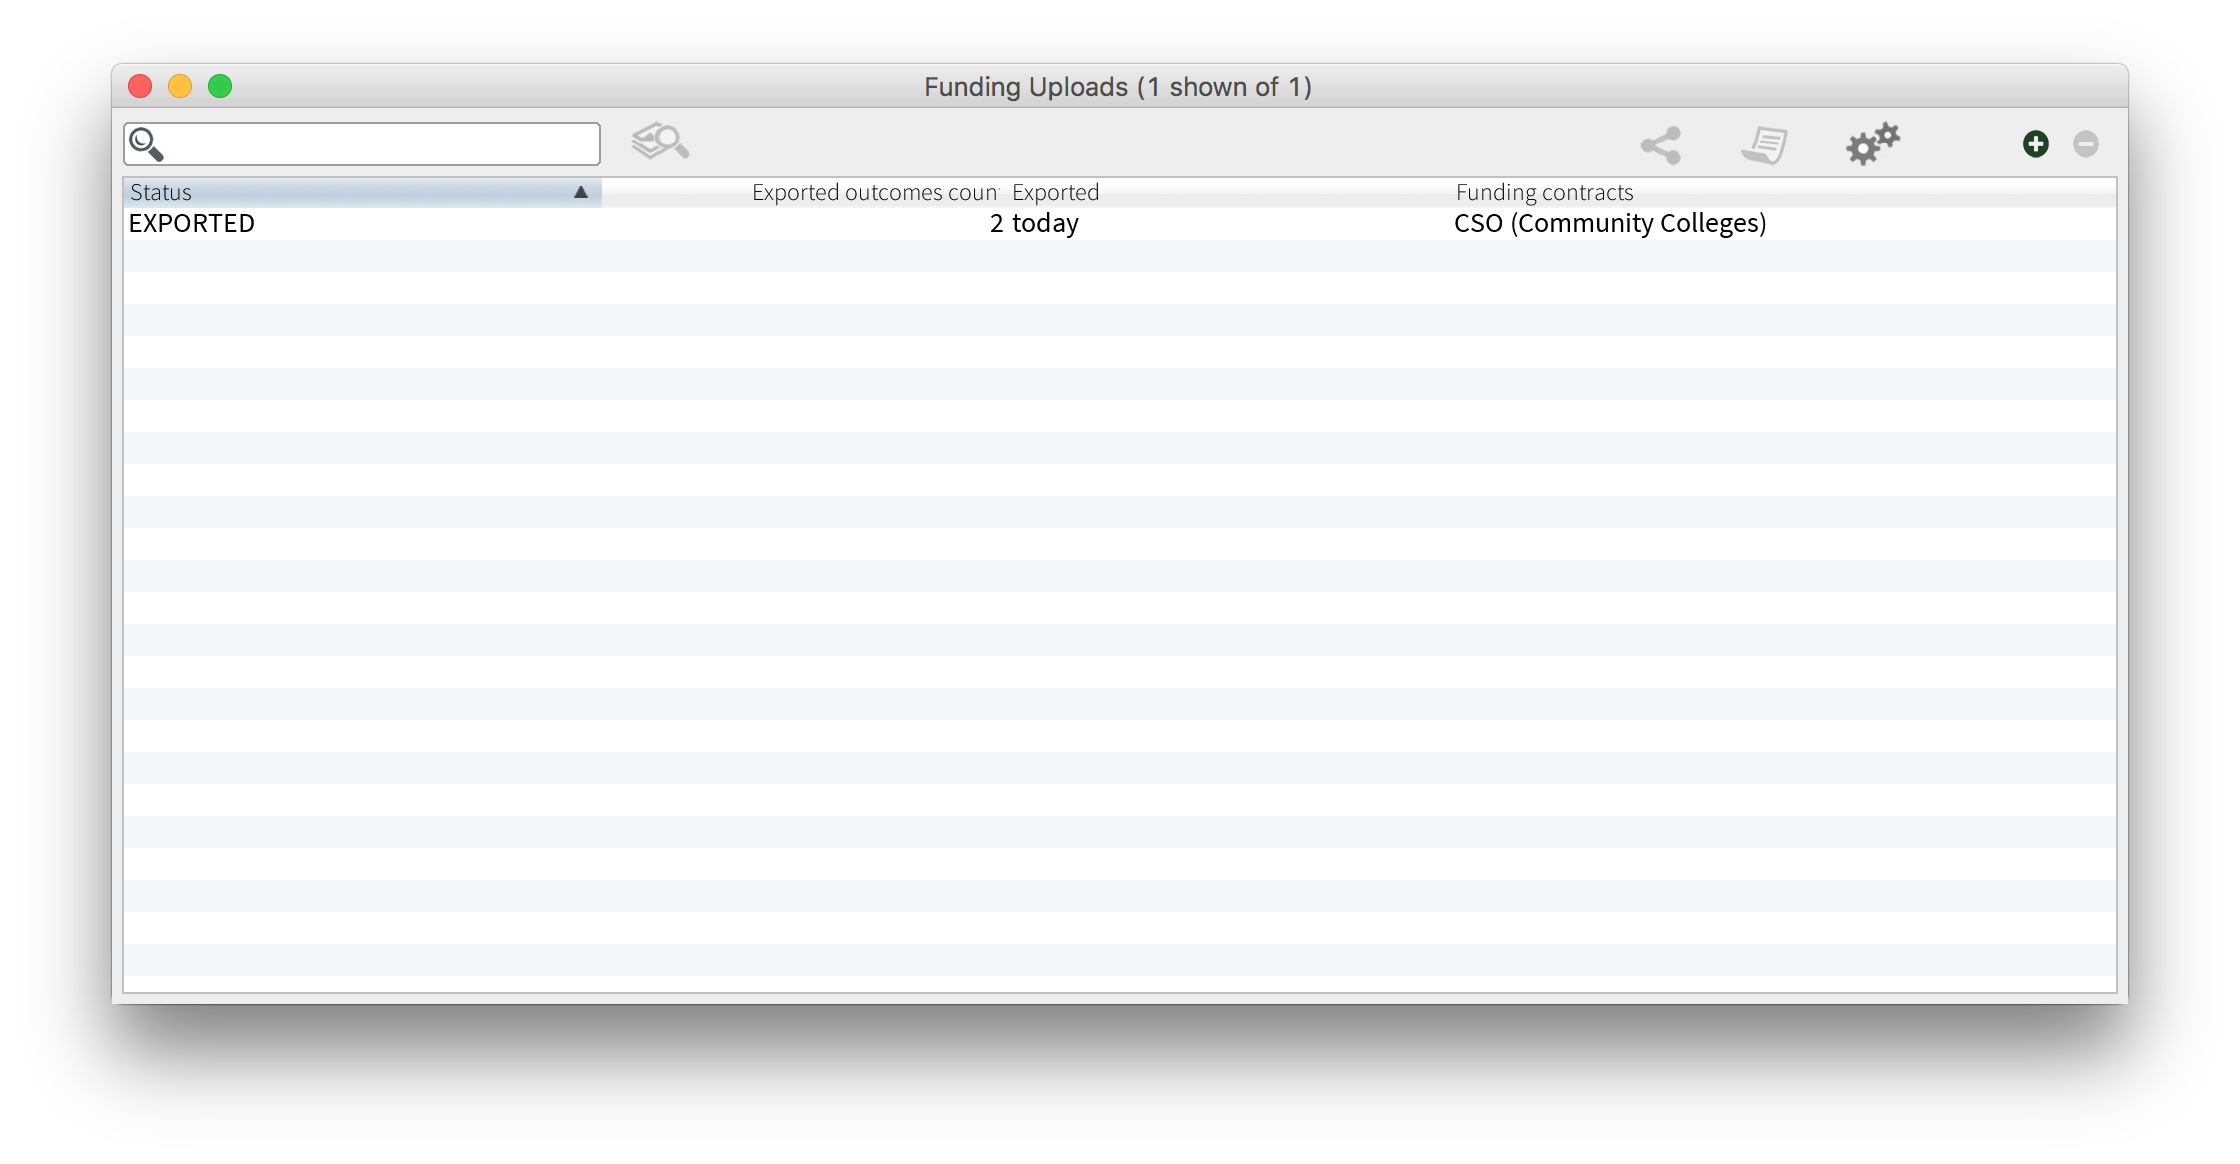 Funding Uploads (1 shown of 1)
Status Exported outcomes coun Exported Funding contracts
EXPORTED 2 today CSO (Community Colleges)